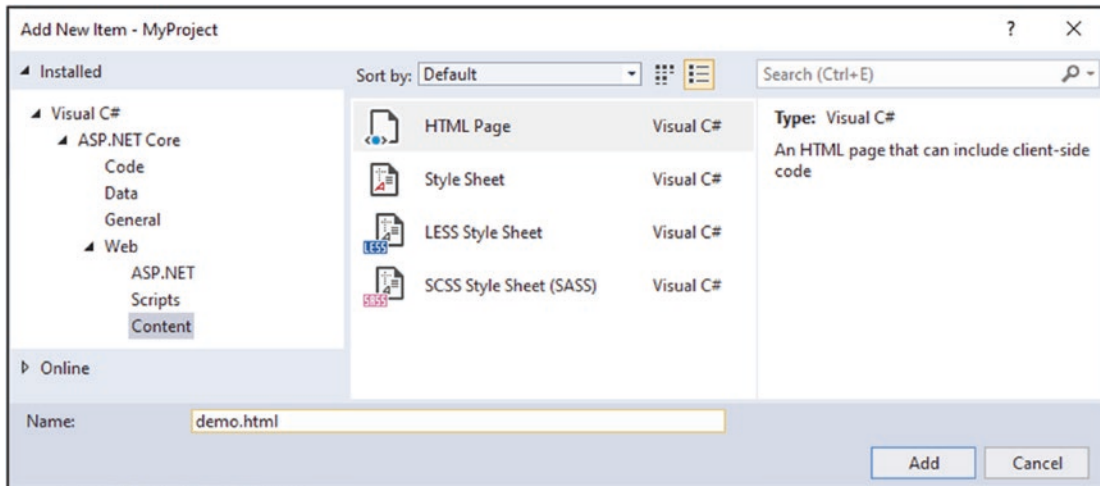 Add New Item - MyProject ? ×
Installed
Sort by: Default
Search (Ctrl+E)
Visual C#
ASP.NET Core
Code
Data
General
Web
ASP.NET
Scripts
Content
Online
HTML Page Visual C#
Style Sheet Visual C#
LESS LESS Style Sheet Visual C#
SASS SCSS Style Sheet (SASS) Visual C#
Type: Visual C#
An HTML page that can include client-side
code
Name: demo.html
Add Cancel